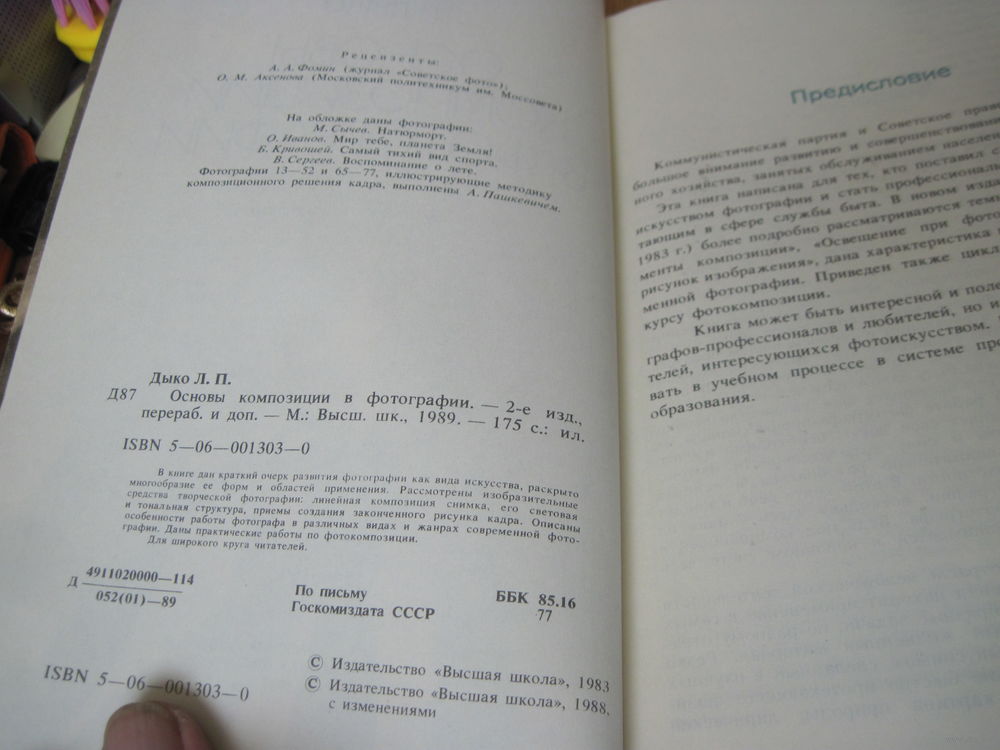 Рецензенты:
А. А. Фомин (журнал «Советское фото»);
О. М. Аксенова (Московский политехникум им. Моссовета)
На обложке даны фотографии:
М. Сычев. Натюрморт.
О. Иванов. Мир тебе, планета Земля!
Б. Кривошей. Самый тихий вид спорта.
В. Сергеев. Воспоминание о лете.
Фотографии 13—52 и 65—77, иллюстрирующие методику
композиционного решения кадра, выполнены А. Пашкевичем.
Дыко Л. П.
Д87 Основы композиции в фотографии. — 2-е изд.,
перераб. и доп. — М.: Высш. шк., 1989. — 175 с.: ил.
ISBN 5—06—001303—0
В книге дан краткий очерк развития фотографии как вида искусства, раскрыто
многообразие ее форм и областей применения. Рассмотрены изобразительные
средства творческой фотографии: линейная композиция снимка, его световая
и тональная структура, приемы создания законченного рисунка кадра. Описаны
особенности работы фотографа в различных видах и жанрах современной фото-
графии. Даны практические работы по фотокомпозиции.
Для широкого круга читателей.
Д 4911020000—114
052(01)—89
По письму
Госкомиздата СССР
ББК 85.16
77
ISBN 5—06—001303—0
© Издательство «Высшая школа», 1983
© Издательство «Высшая школа», 1988,
с изменениями
Предисловие
Коммунистическая партия и Советское прав
большое внимание развитию и совершенствован
ного хозяйства, занятых обслуживанием населе
Эта книга написана для тех, кто поставил с
искусством фотографии и стать профессионал
тающим в сфере службы быта. В новом изда
1983 г.) более подробно рассматриваются тем
менты композиции», «Освещение при фото
рисунок изображения», дана характеристика
менной фотографии. Приведен также цикл
курсу фотокомпозиции.
Книга может быть интересной и поле
графов-профессионалов и любителей, но и
телей, интересующихся фотоискусством.
вать в учебном процессе в системе про
образования.